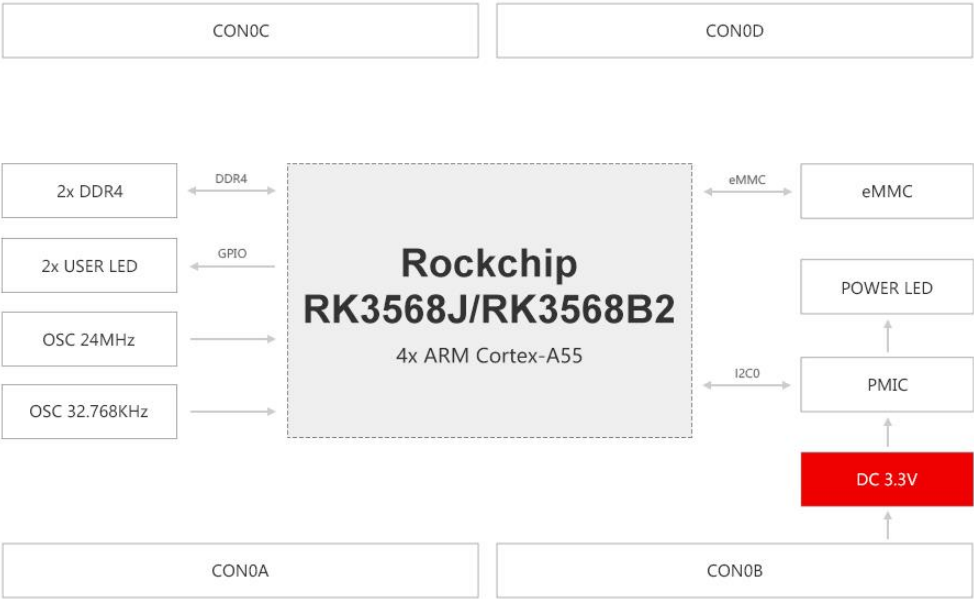 CON0C
CON0D
2x DDR4
DDR4
eMMC
eMMC
2x USER LED
GPIO
Rockchip
RK3568J/RK3568B2
4x ARM Cortex-A55
POWER LED
OSC 24MHz
I2C0
PMIC
OSC 32.768KHz
DC 3.3V
CON0A
CON0B